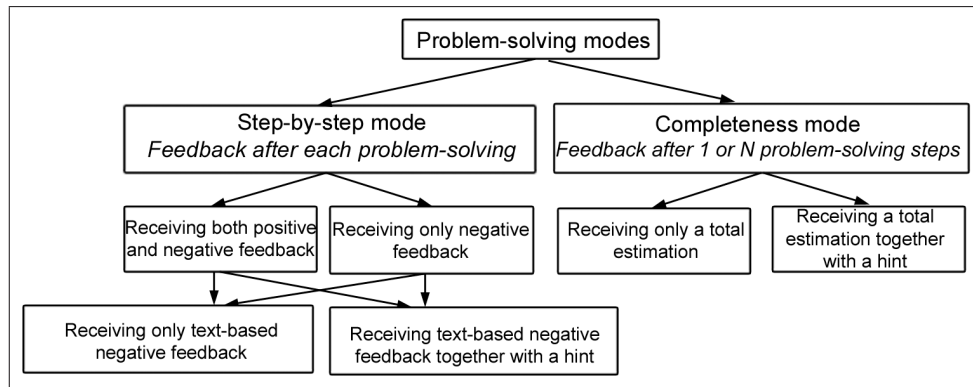 Problem-solving modes
Step-by-step mode
Feedback after each problem-solving
Completeness mode
Feedback after 1 or N problem-solving steps
Receiving both positive
and negative feedback
Receiving only negative
feedback
Receiving only a total
estimation
Receiving a total
estimation together
with a hint
Receiving only text-based
negative feedback
Receiving text-based negative
feedback together with a hint